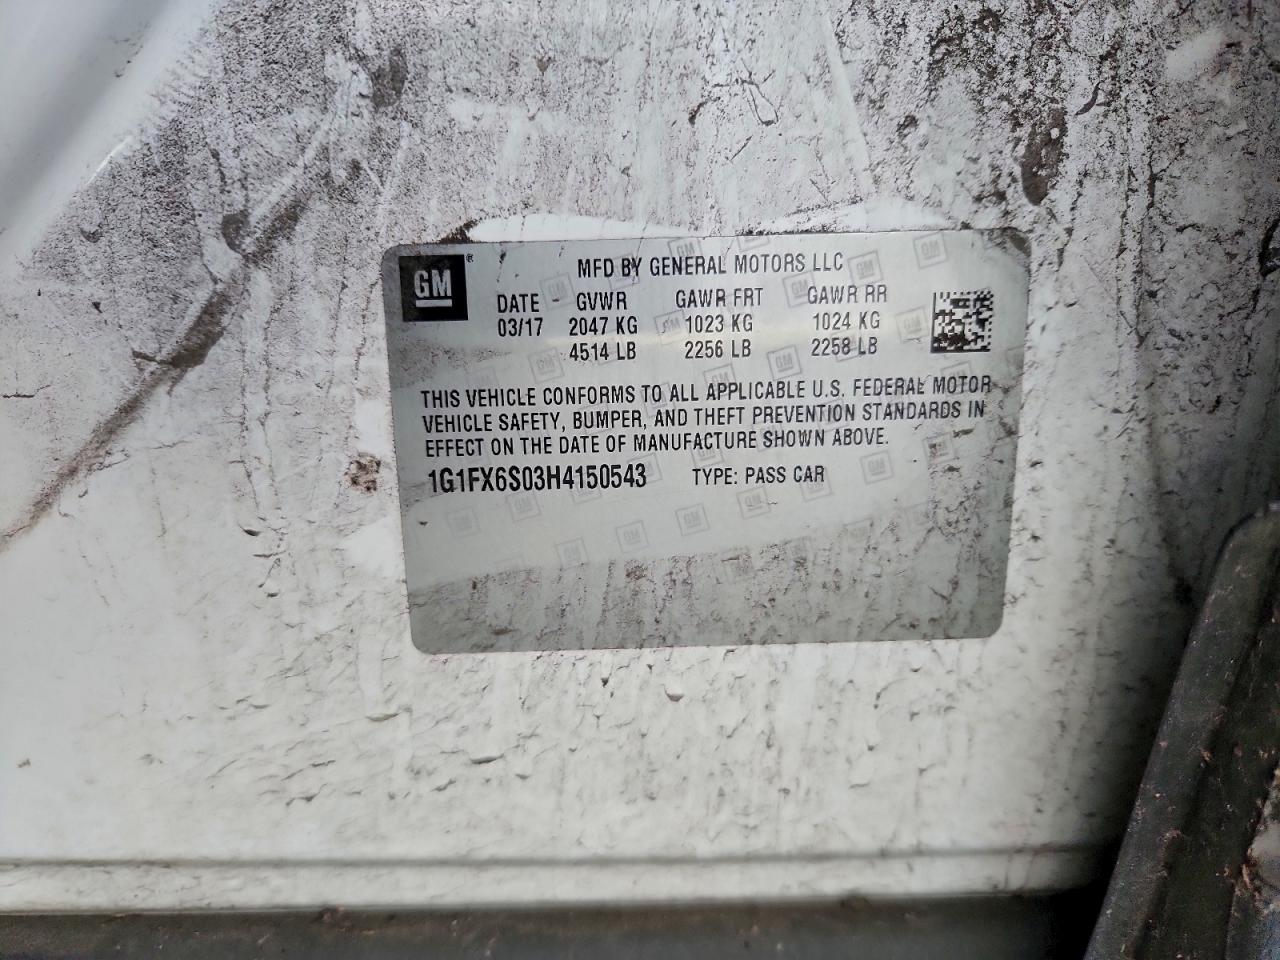 GM ®
MFD BY GENERAL MOTORS LLC
DATE GVWR GAWR FRT GAWR RR
03/17 2047 KG 1023 KG 1024 KG
4514 LB 2256 LB 2258 LB
THIS VEHICLE CONFORMS TO ALL APPLICABLE U.S. FEDERAL MOTOR
VEHICLE SAFETY, BUMPER, AND THEFT PREVENTION STANDARDS IN
EFFECT ON THE DATE OF MANUFACTURE SHOWN ABOVE.
1G1FX6S03H4150543 TYPE: PASS CAR